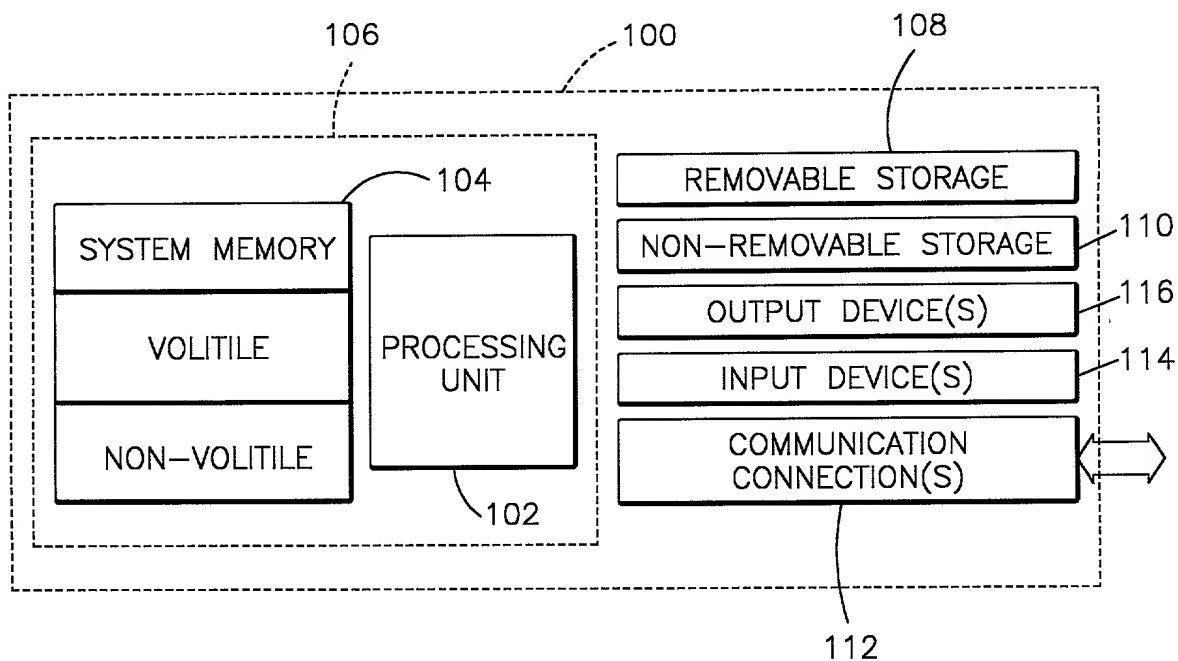 106
100
108
104
SYSTEM MEMORY
VOLITILE
NON-VOLITILE
PROCESSING
UNIT
102
REMOVABLE STORAGE
NON-REMOVABLE STORAGE
110
OUTPUT DEVICE(S)
116
INPUT DEVICE(S)
114
COMMUNICATION
CONNECTION(S)
112